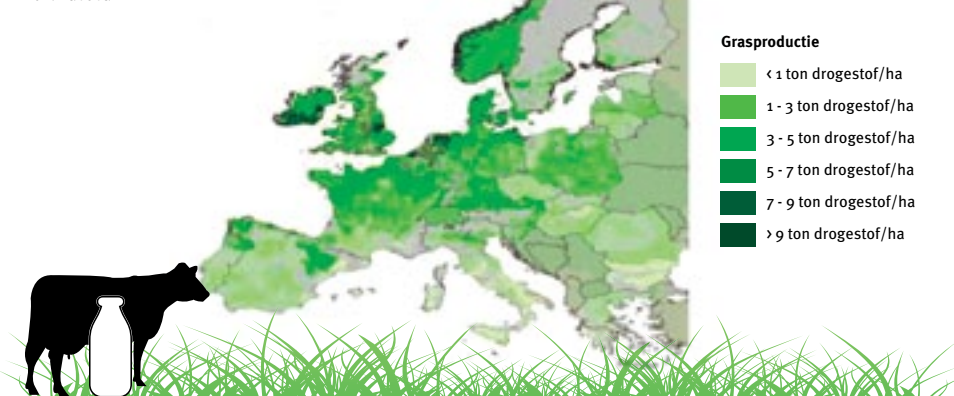 Grasproductie
< 1 ton drogestof/ha
1 - 3 ton drogestof/ha
3 - 5 ton drogestof/ha
5 - 7 ton drogestof/ha
7 - 9 ton drogestof/ha
> 9 ton drogestof/ha